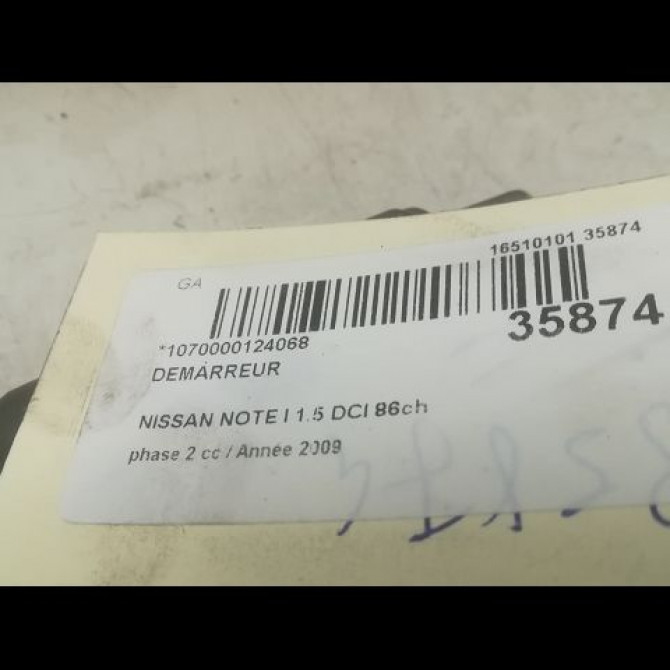 GA
16510101 35874
35874
*1070000124068
DEMARREUR
NISSAN NOTE I 1.5 DCI 86ch
phase 2 cc / Année 2009